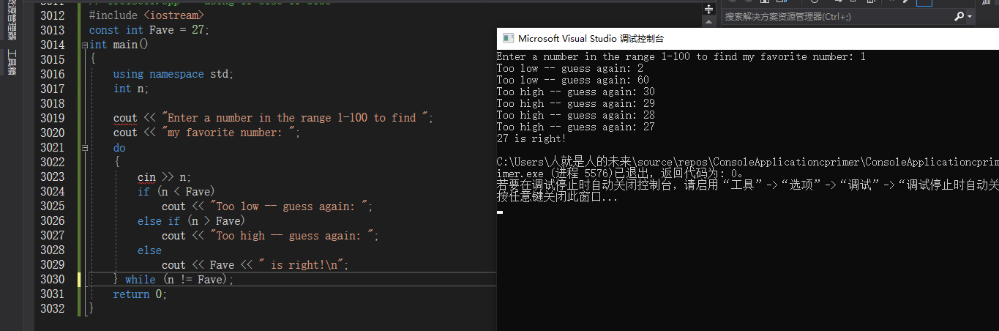 资源管理器
工具箱
3012 #include <iostream>
3013 const int Fave = 27;
3014 int main()
3015 {
3016 using namespace std;
3017 int n;
3018
3019 cout << "Enter a number in the range 1-100 to find ";
3020 cout << "my favorite number: ";
3021 do
3022 {
3023 cin >> n;
3024 if (n < Fave)
3025 cout << "Too low -- guess again: ";
3026 else if (n > Fave)
3027 cout << "Too high -- guess again: ";
3028 else
3029 cout << Fave << " is right!\n";
3030 } while (n != Fave);
3031 return 0;
3032 }
搜索解决方案资源管理器(Ctrl+;)
Microsoft Visual Studio 调试控制台
Enter a number in the range 1-100 to find my favorite number: 1
Too low -- guess again: 2
Too low -- guess again: 60
Too high -- guess again: 30
Too high -- guess again: 29
Too high -- guess again: 28
Too high -- guess again: 27
27 is right!
C:\Users\人就是人的未来\source\repos\ConsoleApplicationcprimer\ConsoleApplicationcprim
imer.exe (进程 5576)已退出，返回代码为: 0。
若要在调试停止时自动关闭控制台，请启用“工具”->“选项”->“调试”->“调试停止时自动关
按任意键关闭此窗口...